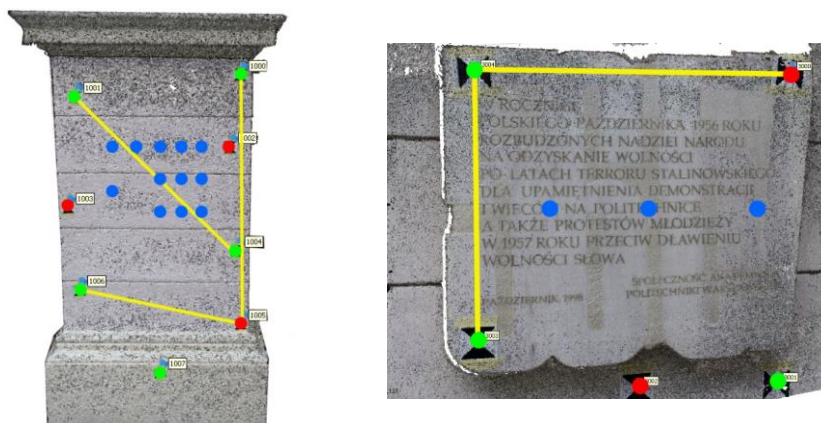 1000
1001
1002
1003
1004
1006
1005
1007
3004
3000
W ROCZNICĘ
POLSKIEGO PAŹDZIERNIKA 1956 ROKU
ROZBUDZONYCH NADZIEI NARODU
NA ODZYSKANIE WOLNOŚCI
PO LATACH TERRORU STALINOWSKIEGO
DLA UPAMIĘTNIENIA DEMONSTRACJI
I WIECÓW NA POLITECHNICE
A TAKŻE PROTESTÓW MŁODZIEŻY
W 1957 ROKU PRZECIW DŁAWIENIU
WOLNOŚCI SŁOWA
SPOŁECZNOŚĆ AKADEMICKA
POLITECHNIKI WARSZAWSKIEJ
PAŹDZIERNIK
3003
3002
3001